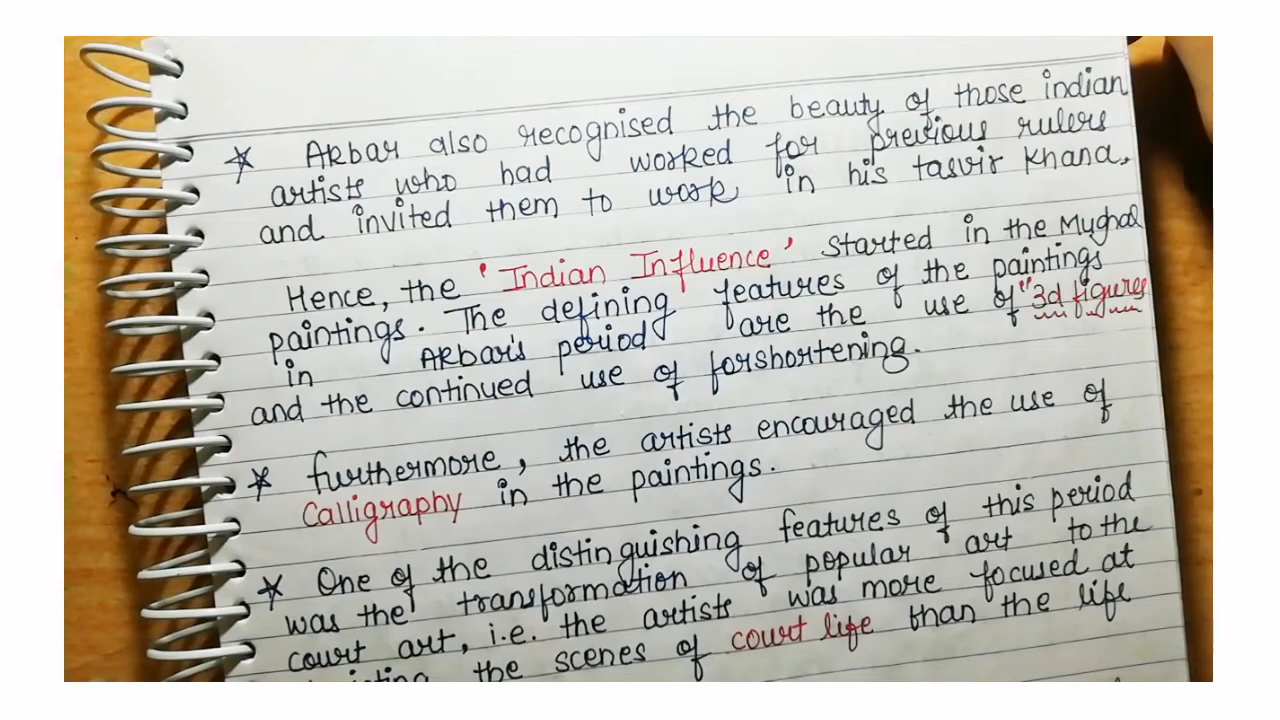 * Akbar also recognised the beauty of those indian
artists who had worked for previous rulers
and invited them to work in his tasvir khana.
Hence, the 'Indian Influence' started in the Mughal
paintings. The defining features of the paintings
in Akbar's period are the use of "3d figures
and the continued use of forshortening.
* furthermore, the artists encouraged the use of
Calligraphy in the paintings.
* One of the distinguishing features of this period
was the transformation of popular art to the
court art, i.e. the artists was more focused at
the scenes of court life than the life